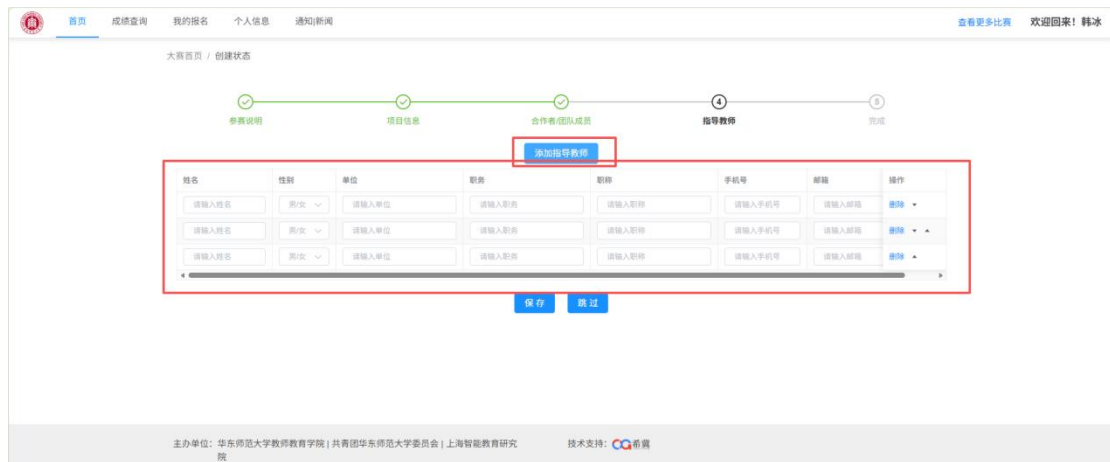 首页 成绩查询 我的报名 个人信息 通知|新闻 查看更多比赛 欢迎回来！韩冰
大赛首页 / 创建状态
4 5
参赛说明 项目信息 合作者/团队成员 指导教师 完成
添加指导教师
姓名 性别 单位 职务 职称 手机号 邮箱 操作
请输入姓名 男/女 请输入单位 请输入职务 请输入职称 请输入手机号 请输入邮箱 删除
请输入姓名 男/女 请输入单位 请输入职务 请输入职称 请输入手机号 请输入邮箱 删除
请输入姓名 男/女 请输入单位 请输入职务 请输入职称 请输入手机号 请输入邮箱 删除
保存 跳过
主办单位：华东师范大学教师教育学院|共青团华东师范大学委员会|上海智能教育研究 技术支持：CG希冀
院